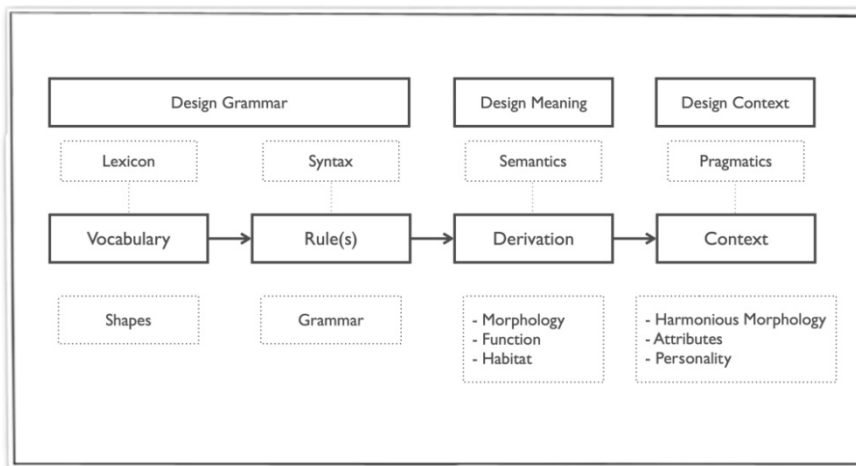 Design Grammar
Design Meaning
Design Context
Lexicon
Syntax
Semantics
Pragmatics
Vocabulary
Rule(s)
Derivation
Context
Shapes
Grammar
- Morphology
- Function
- Habitat
- Harmonious Morphology
- Attributes
- Personality